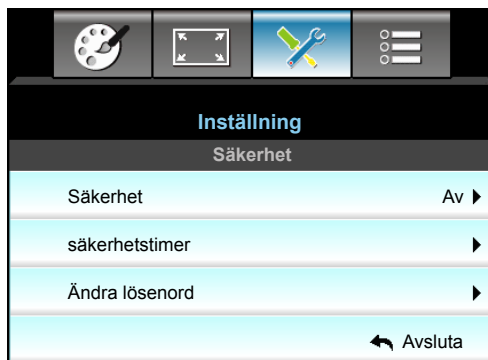 Inställning
Säkerhet
Säkerhet Av
säkerhetstimer
Ändra lösenord
Avsluta